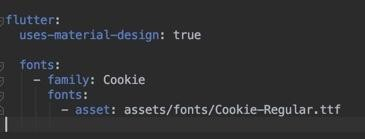 flutter:
  uses-material-design: true
  fonts:
    - family: Cookie
      fonts:
        - asset: assets/fonts/Cookie-Regular.ttf